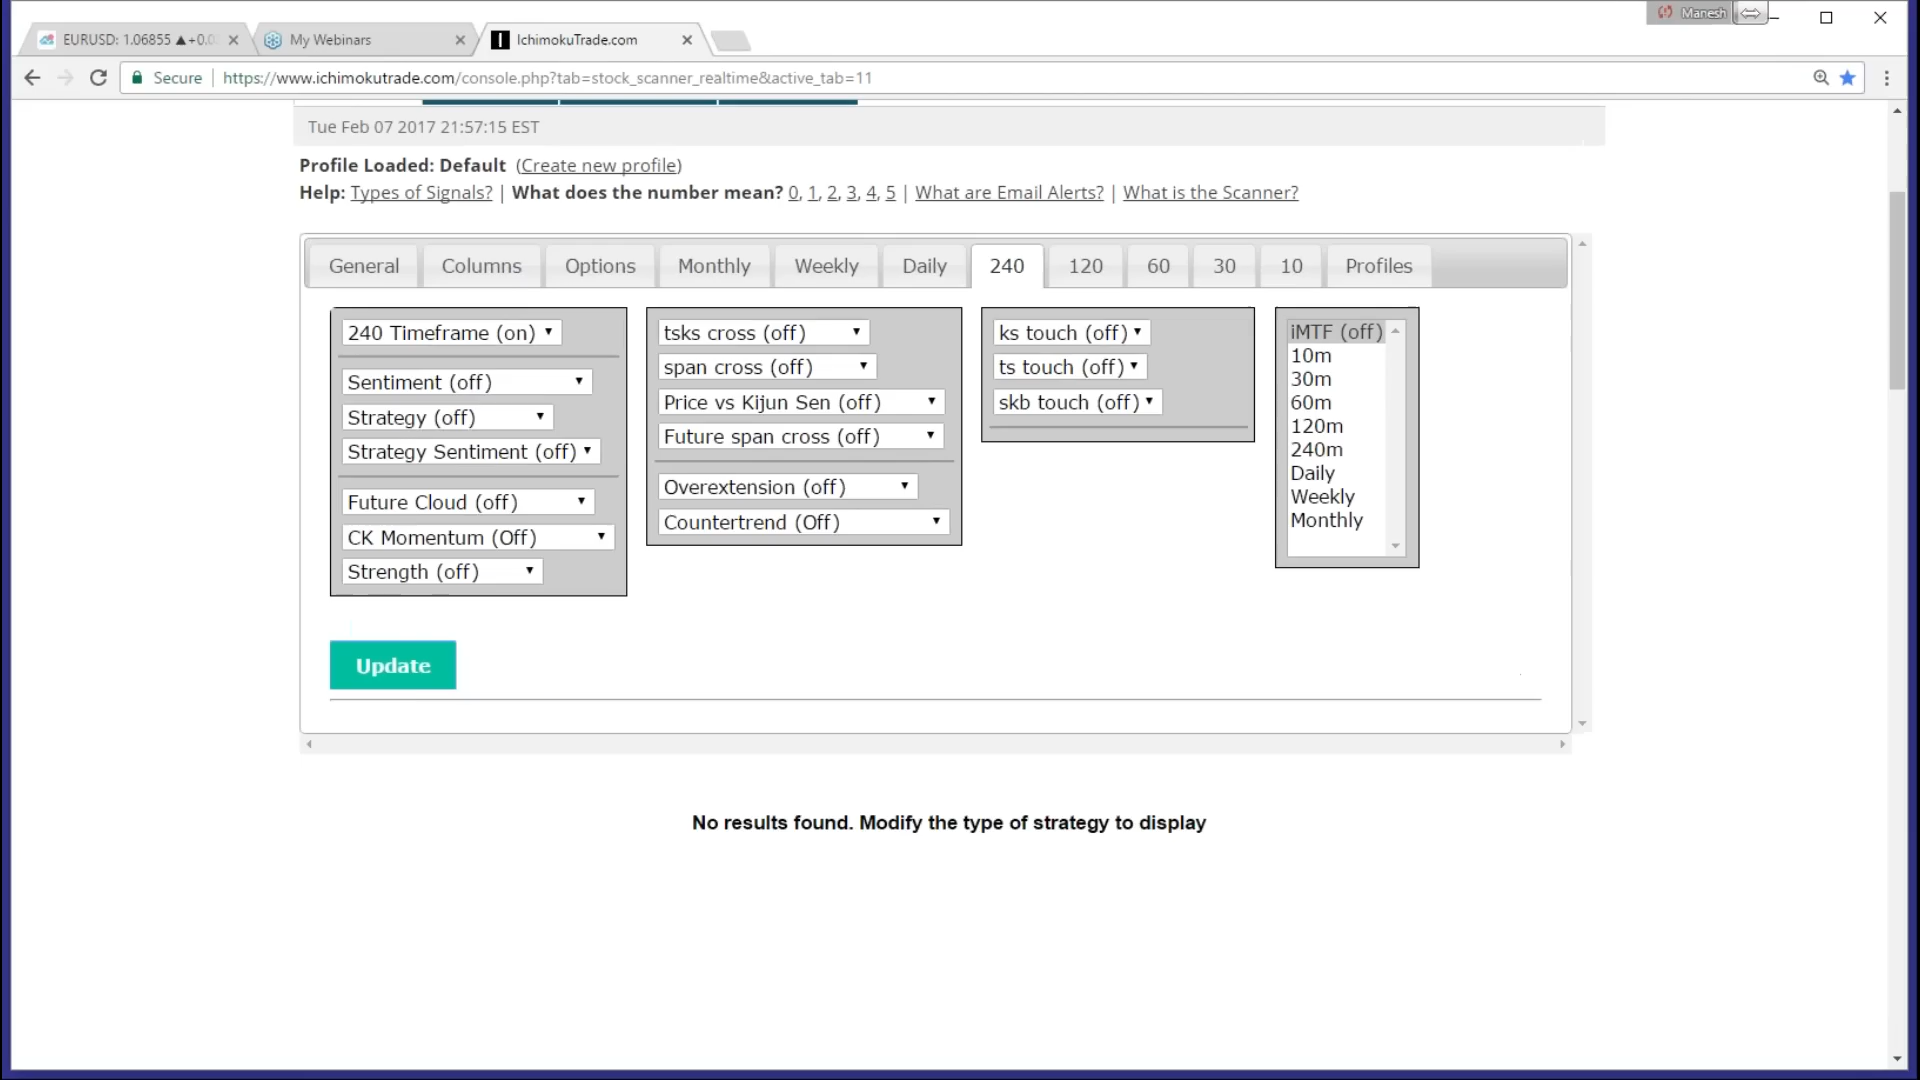 Manesh
EURUSD: 1.06855 ▲+0.0
My Webinars
IchimokuTrade.com
Secure
https://www.ichimokutrade.com/console.php?tab=stock_scanner_realtime&active_tab=11
Tue Feb 07 2017 21:57:15 EST
Profile Loaded: Default (Create new profile)
Help: Types of Signals? | What does the number mean? 0, 1, 2, 3, 4, 5 | What are Email Alerts? | What is the Scanner?
General
Columns
Options
Monthly
Weekly
Daily
240
120
60
30
10
Profiles
240 Timeframe (on)
Sentiment (off)
Strategy (off)
Strategy Sentiment (off)
Future Cloud (off)
CK Momentum (Off)
Strength (off)
tsks cross (off)
span cross (off)
Price vs Kijun Sen (off)
Future span cross (off)
Overextension (off)
Countertrend (Off)
ks touch (off)
ts touch (off)
skb touch (off)
iMTF (off)
10m
30m
60m
120m
240m
Daily
Weekly
Monthly
Update
No results found. Modify the type of strategy to display